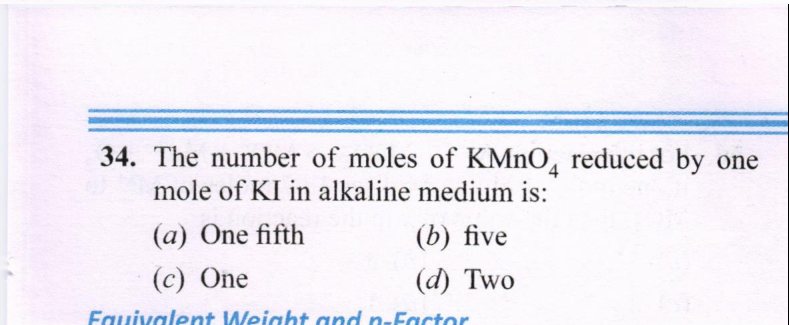 34. The number of moles of KMnO₄ reduced by one
mole of KI in alkaline medium is:
(a) One fifth (b) five
(c) One (d) Two
Equivalent Weight and n-Factor